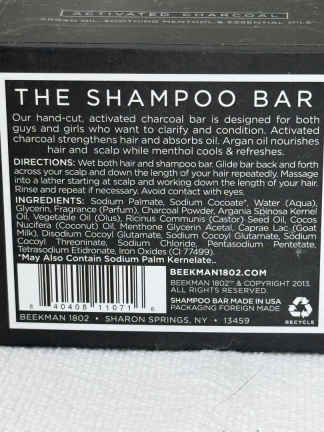 ACTIVATED CHARCOAL
ARGAN OIL, SOOTHING MENTHOL & ESSENTIAL OILS
THE SHAMPOO BAR
Our hand-cut, activated charcoal bar is designed for both
guys and girls who want to clarify and condition. Activated
charcoal strengthens hair and absorbs oil. Argan oil nourishes
hair and scalp while menthol cools & refreshes.
DIRECTIONS: Wet both hair and shampoo bar. Glide bar back and forth
across your scalp and down the length of your hair repeatedly. Massage
into a lather starting at scalp and working down the length of your hair.
Rinse and repeat if necessary. Avoid contact with eyes.
INGREDIENTS: Sodium Palmate, Sodium Cocoate*, Water (Aqua),
Glycerin, Fragrance (Parfum), Charcoal Powder, Argania Spinosa Kernel
Oil, Vegetable Oil (Olus), Ricinus Communis (Castor) Seed Oil, Cocos
Nucifera (Coconut) Oil, Menthone Glycerin Acetal, Caprae Lac (Goat
Milk), Disodium Cocoyl Glutamate, Sodium Cocoyl Glutamate, Sodium
Cocoyl Threoninate, Sodium Chloride, Pentasodium Pentetate,
Tetrasodium Etidronate, Iron Oxides (CI 77499)
*May Also Contain Sodium Palm Kernelate..
8 40408 11071 6
BEEKMAN1802.COM
BEEKMAN 1802™ & COPYRIGHT 2013.
ALL RIGHTS RESERVED.
SHAMPOO BAR MADE IN USA
PACKAGING FOREIGN MADE
RECYCLE
BEEKMAN 1802 • SHARON SPRINGS, NY • 13459